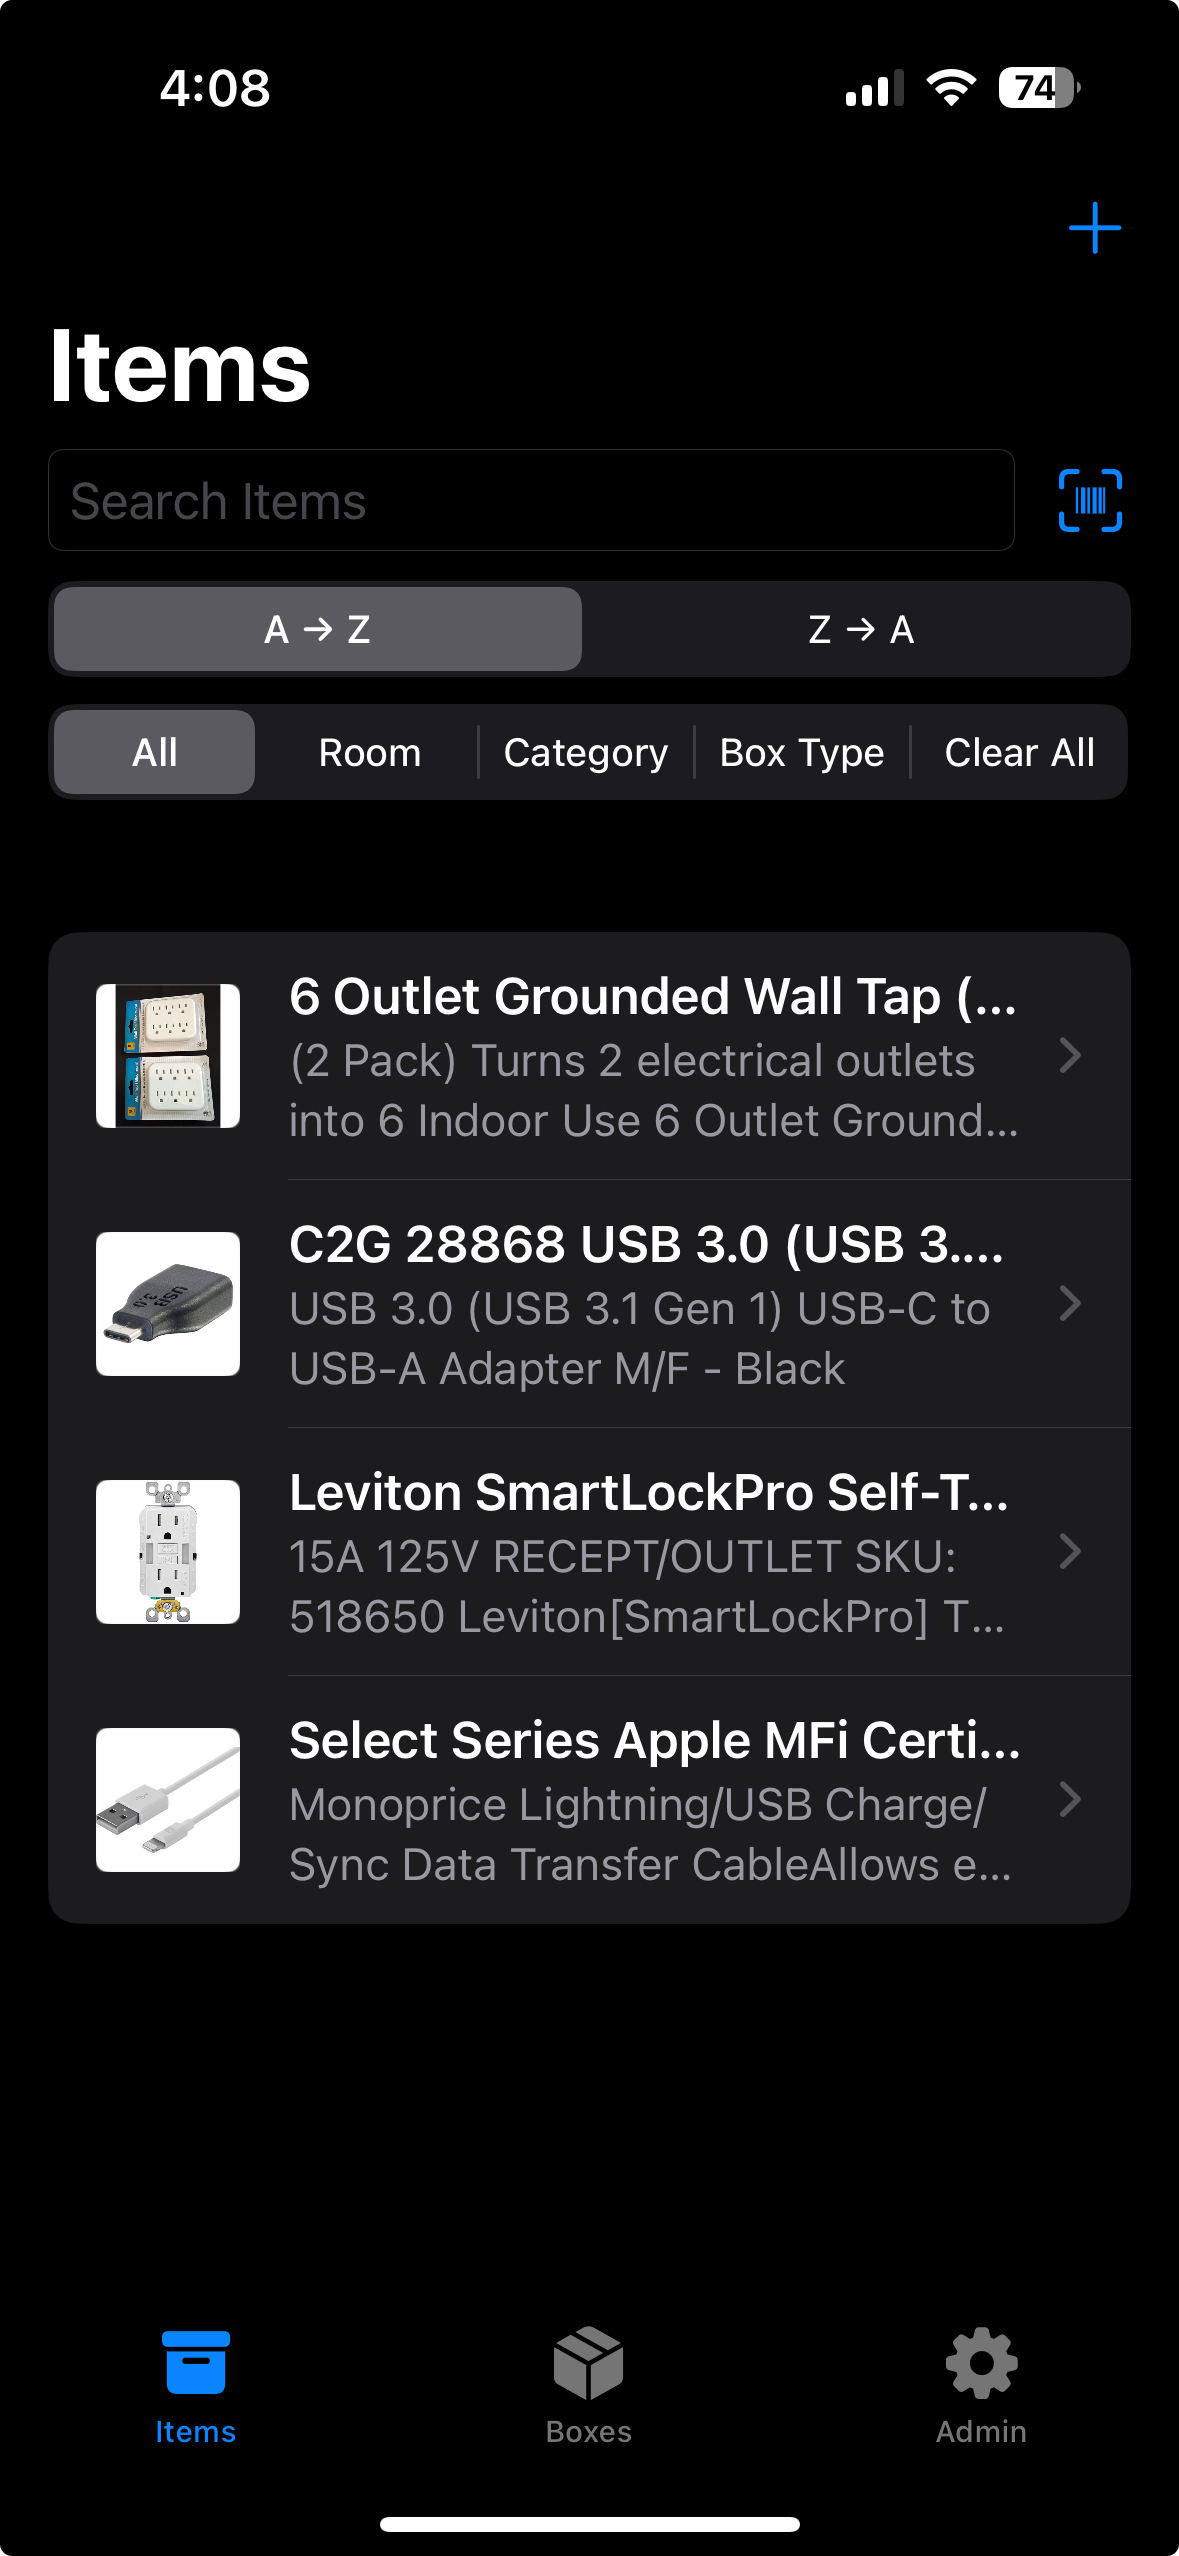 4:08
74
Items
Search Items
A → Z
Z → A
All
Room
Category
Box Type
Clear All
6 Outlet Grounded Wall Tap (...
(2 Pack) Turns 2 electrical outlets
into 6 Indoor Use 6 Outlet Ground...
C2G 28868 USB 3.0 (USB 3....
USB 3.0 (USB 3.1 Gen 1) USB-C to
USB-A Adapter M/F - Black
USB
3.0
Leviton SmartLockPro Self-T...
15A 125V RECEPT/OUTLET SKU:
518650 Leviton[SmartLockPro] T...
Select Series Apple MFi Certi...
Monoprice Lightning/USB Charge/
Sync Data Transfer CableAllows e...
Items
Boxes
Admin